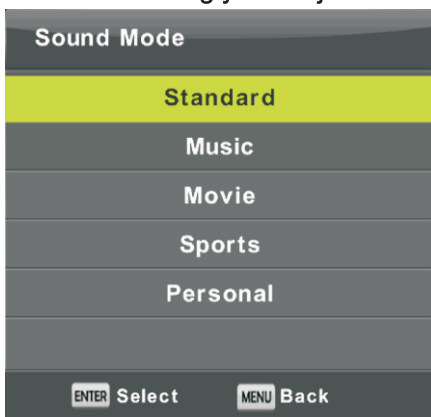 Sound Mode
Standard
Music
Movie
Sports
Personal
ENTER Select MENU Back